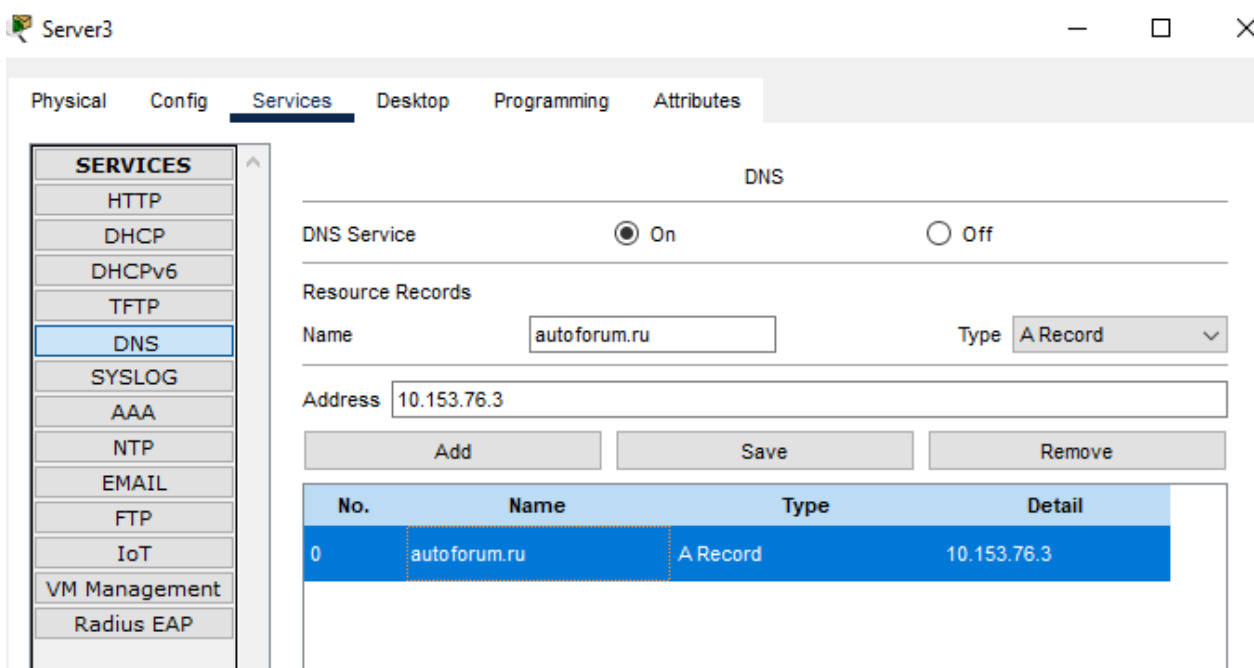 Server3
Physical Config Services Desktop Programming Attributes
SERVICES
HTTP
DHCP
DHCPv6
TFTP
DNS
SYSLOG
AAA
NTP
EMAIL
FTP
IoT
VM Management
Radius EAP
DNS
DNS Service On Off
Resource Records
Name autoforum.ru Type A Record
Address 10.153.76.3
Add Save Remove
No. Name Type Detail
0 autoforum.ru A Record 10.153.76.3